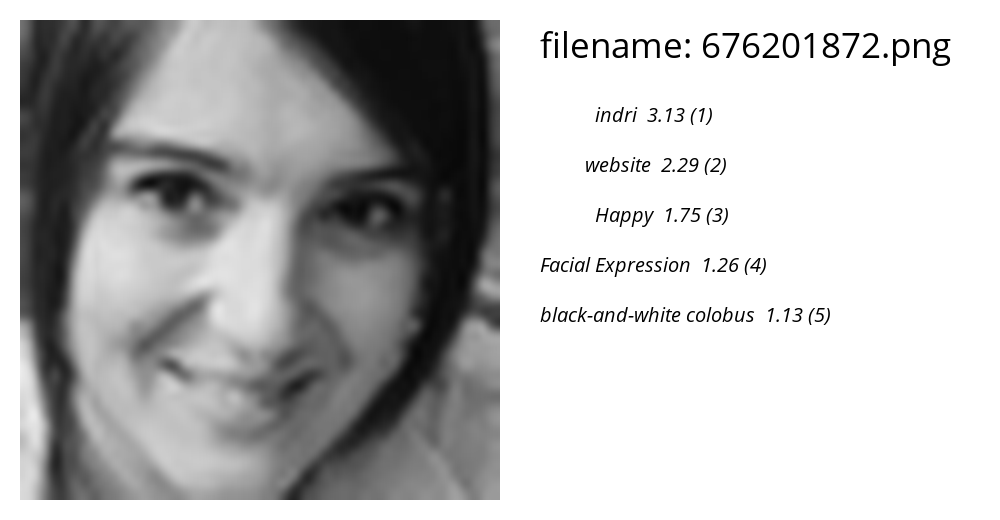 filename: 676201872.png
indri 3.13 (1)
website 2.29 (2)
Happy 1.75 (3)
Facial Expression 1.26 (4)
black-and-white colobus 1.13 (5)